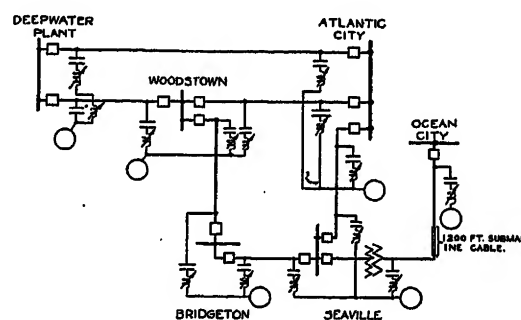 DEEPWATER
PLANT
ATLANTIC
CITY
WOODSTOWN
OCEAN
CITY
1200 FT. SUBMA-
INE CABLE.
BRIDGETON
SEAVILLE